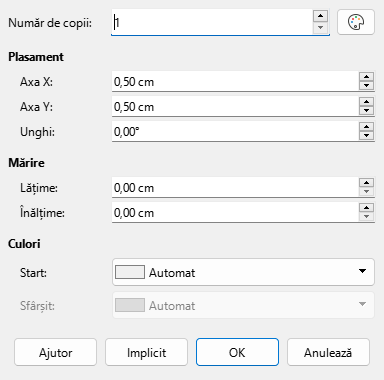 Număr de copii: 1
Plasament
Axa X: 0,50 cm
Axa Y: 0,50 cm
Unghi: 0,00°
Mărire
Lățime: 0,00 cm
Înălțime: 0,00 cm
Culori
Start: Automat
Sfârșit: Automat
Ajutor Implicit OK Anulează